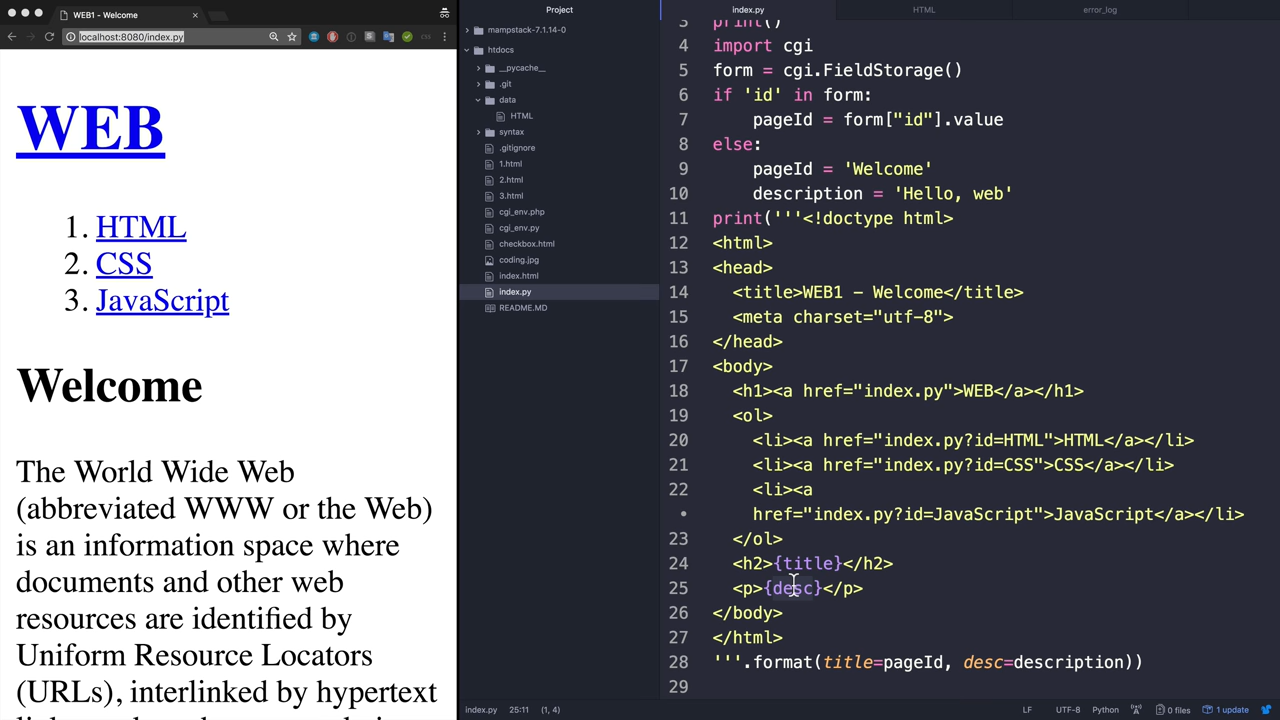 WEB1 - Welcome
localhost:8080/index.py
WEB
1. HTML
2. CSS
3. JavaScript
Welcome
The World Wide Web
(abbreviated WWW or the Web)
is an information space where
documents and other web
resources are identified by
Uniform Resource Locators
(URLs), interlinked by hypertext
Project
mampstack-7.1.14-0
htdocs
__pycache__
.git
data
HTML
syntax
.gitignore
1.html
2.html
3.html
cgi_env.php
cgi_env.py
checkbox.html
coding.jpg
index.html
index.py
README.MD
index.py
HTML
error_log
3 print()
4 import cgi
5 form = cgi.FieldStorage()
6 if 'id' in form:
7 pageId = form["id"].value
8 else:
9 pageId = 'Welcome'
10 description = 'Hello, web'
11 print('''<!doctype html>
12 <html>
13 <head>
14 <title>WEB1 - Welcome</title>
15 <meta charset="utf-8">
16 </head>
17 <body>
18 <h1><a href="index.py">WEB</a></h1>
19 <ol>
20 <li><a href="index.py?id=HTML">HTML</a></li>
21 <li><a href="index.py?id=CSS">CSS</a></li>
22 <li><a
• href="index.py?id=JavaScript">JavaScript</a></li>
23 </ol>
24 <h2>{title}</h2>
25 <p>{desc}</p>
26 </body>
27 </html>
28 '''.format(title=pageId, desc=description))
29
index.py 25:11 (1, 4)
LF UTF-8 Python 0 files 1 update